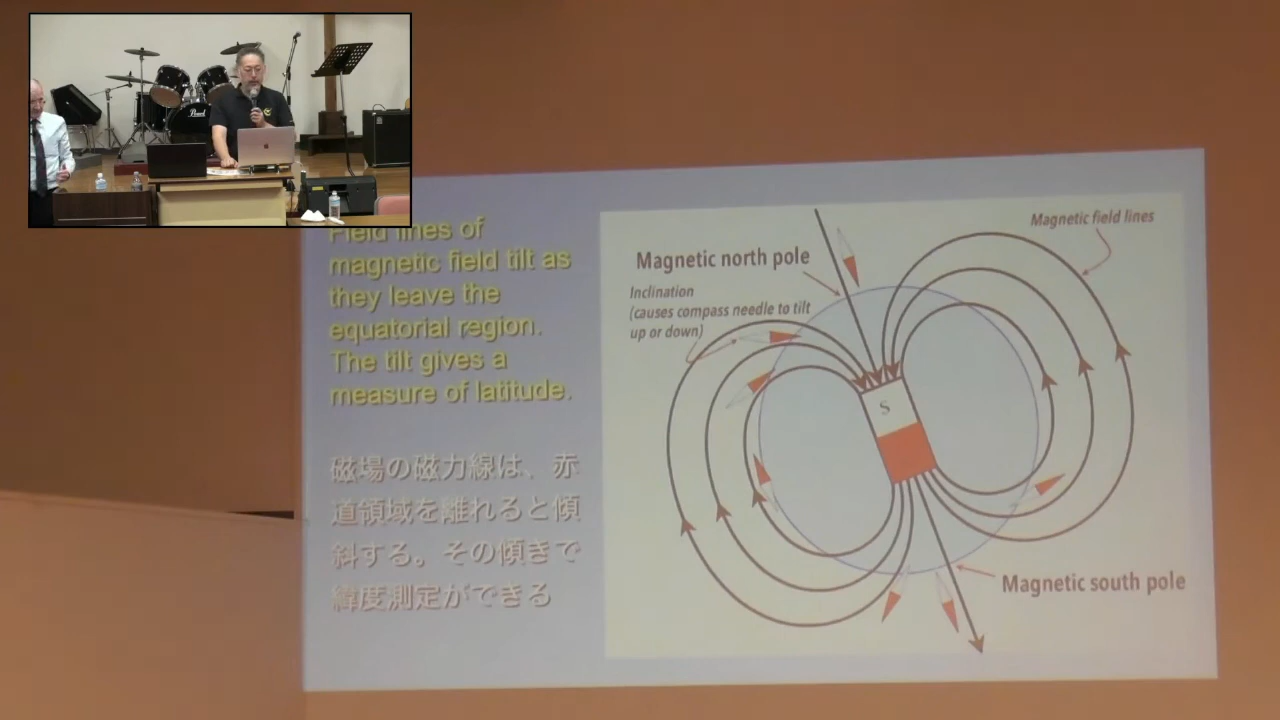 Pearl
Field lines of
magnetic field tilt as
they leave the
equatorial region.
The tilt gives a
measure of latitude.
磁場の磁力線は、赤
道領域を離れると傾
斜する。その傾きで
緯度測定ができる
Magnetic field lines
Magnetic north pole
Inclination
(causes compass needle to tilt
up or down)
S
Magnetic south pole